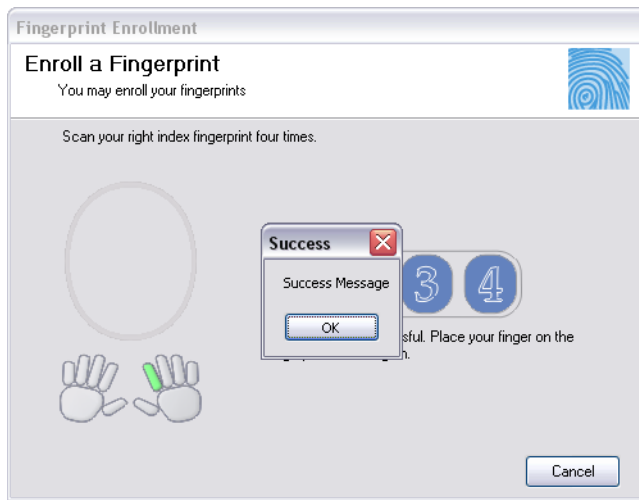 Fingerprint Enrollment
Enroll a Fingerprint
You may enroll your fingerprints
Scan your right index fingerprint four times.
Success
Success Message
OK
3 4
Place your finger on the
Cancel